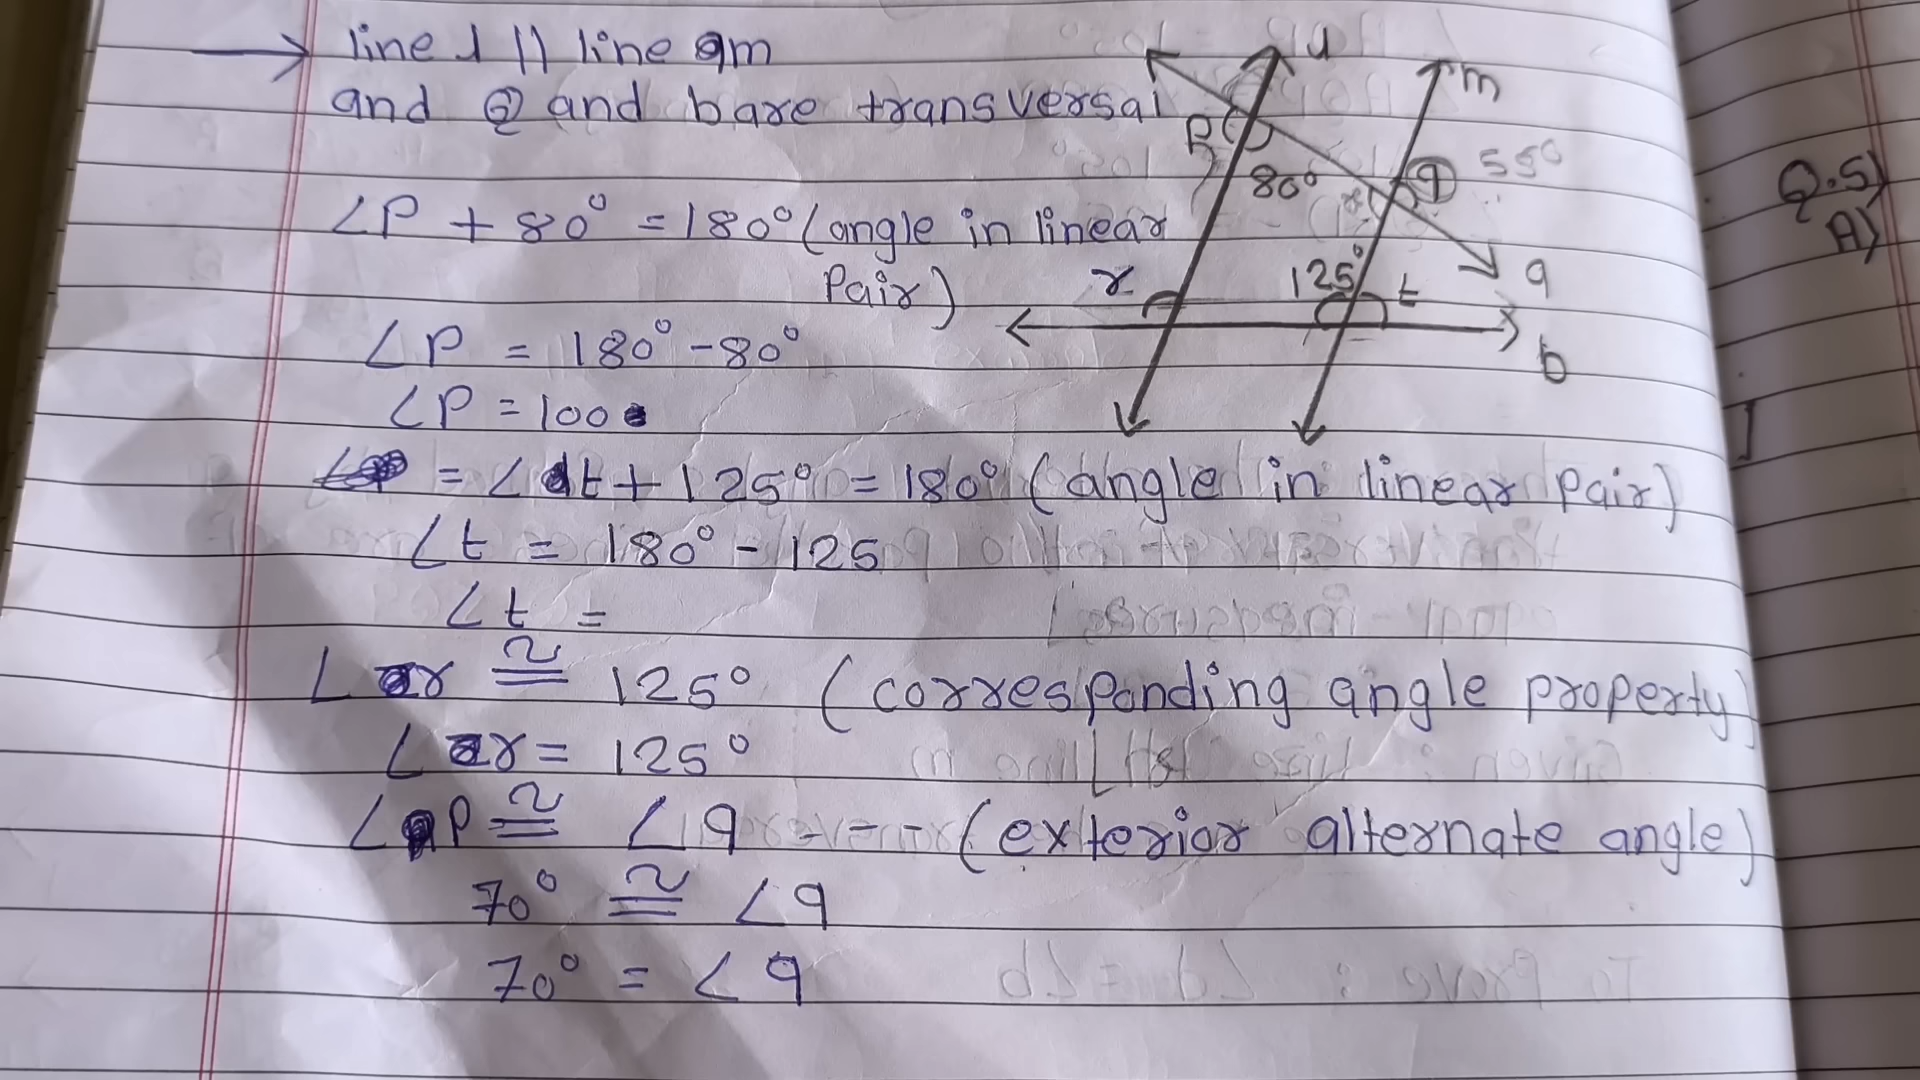 line l || line m
and a and b are transversal
∠P + 80° = 180° (angle in linear
Pair)
∠P = 180° - 80°
∠P = 100
= ∠t + 125° = 180° (angle in linear pair)
∠t = 180° - 125
∠t =
∠r ≅ 125° (corresponding angle property)
∠r = 125°
∠P ≅ ∠q - - - (exterior alternate angle)
70° ≅ ∠q
70° = ∠q
l
m
P
80°
q
55°
x
125°
t
r
a
b
Q.5)
A)